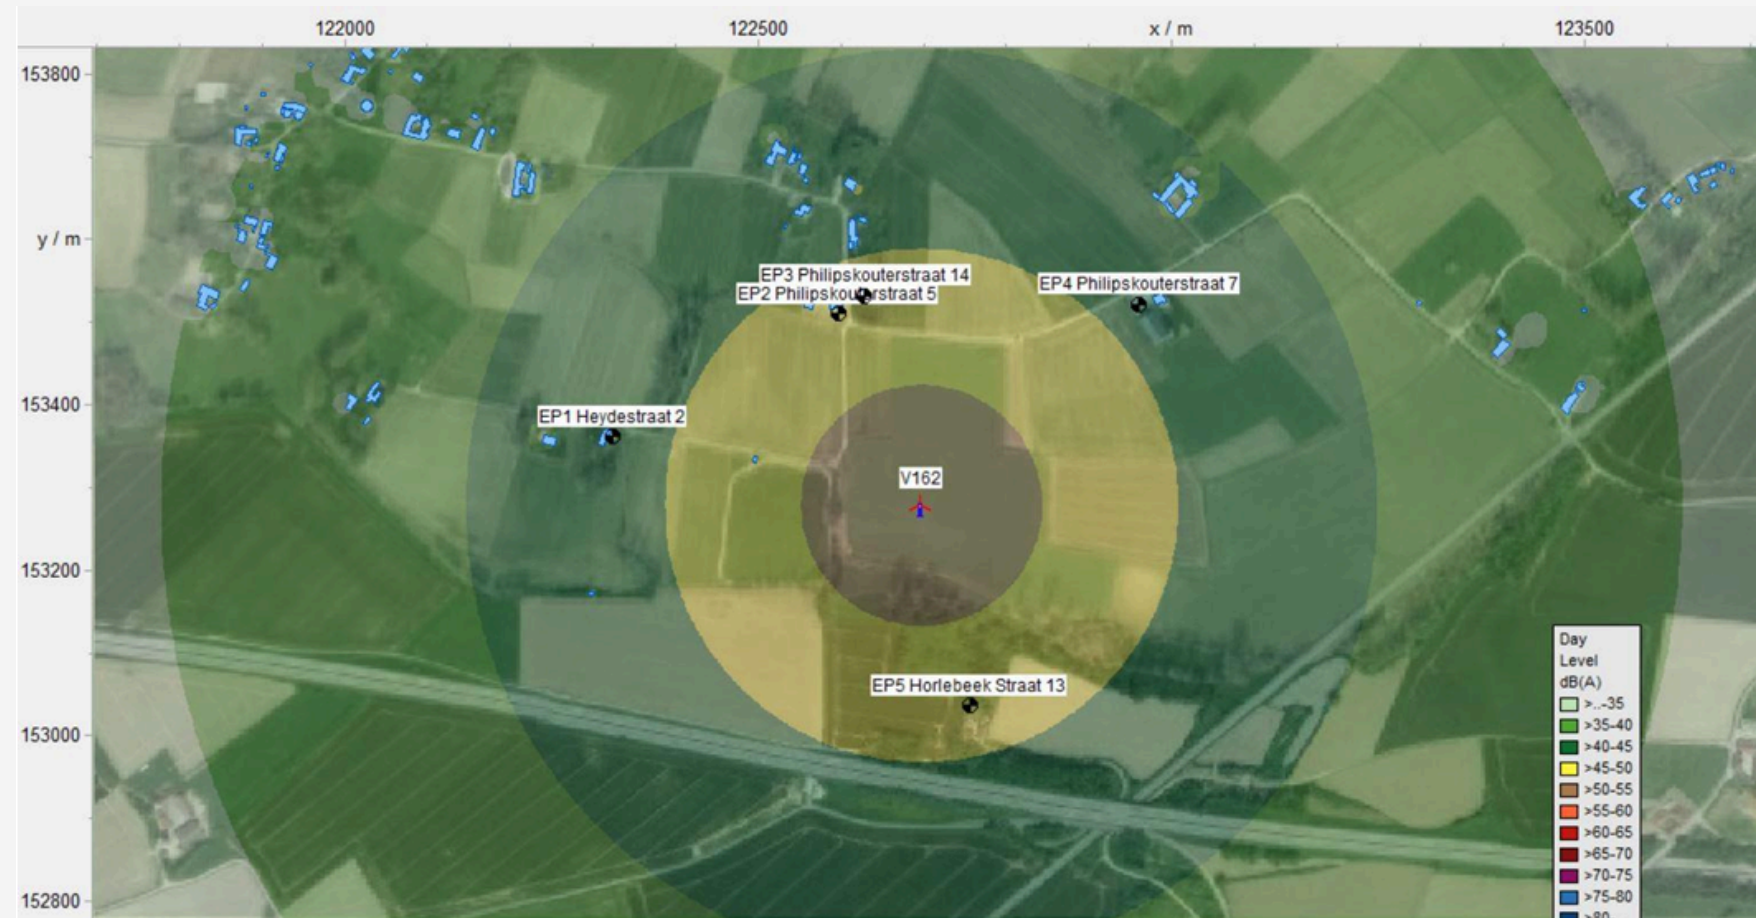 122000
122500
x / m
123500
153800
y / m
153400
153200
153000
152800
EP3 Philipskouterstraat 14
EP2 Philipskouterstraat 5
EP4 Philipskouterstraat 7
EP1 Heydestraat 2
V162
EP5 Horlebeek Straat 13
Day
Level
dB(A)
>..-35
>35-40
>40-45
>45-50
>50-55
>55-60
>60-65
>65-70
>70-75
>75-80
>80